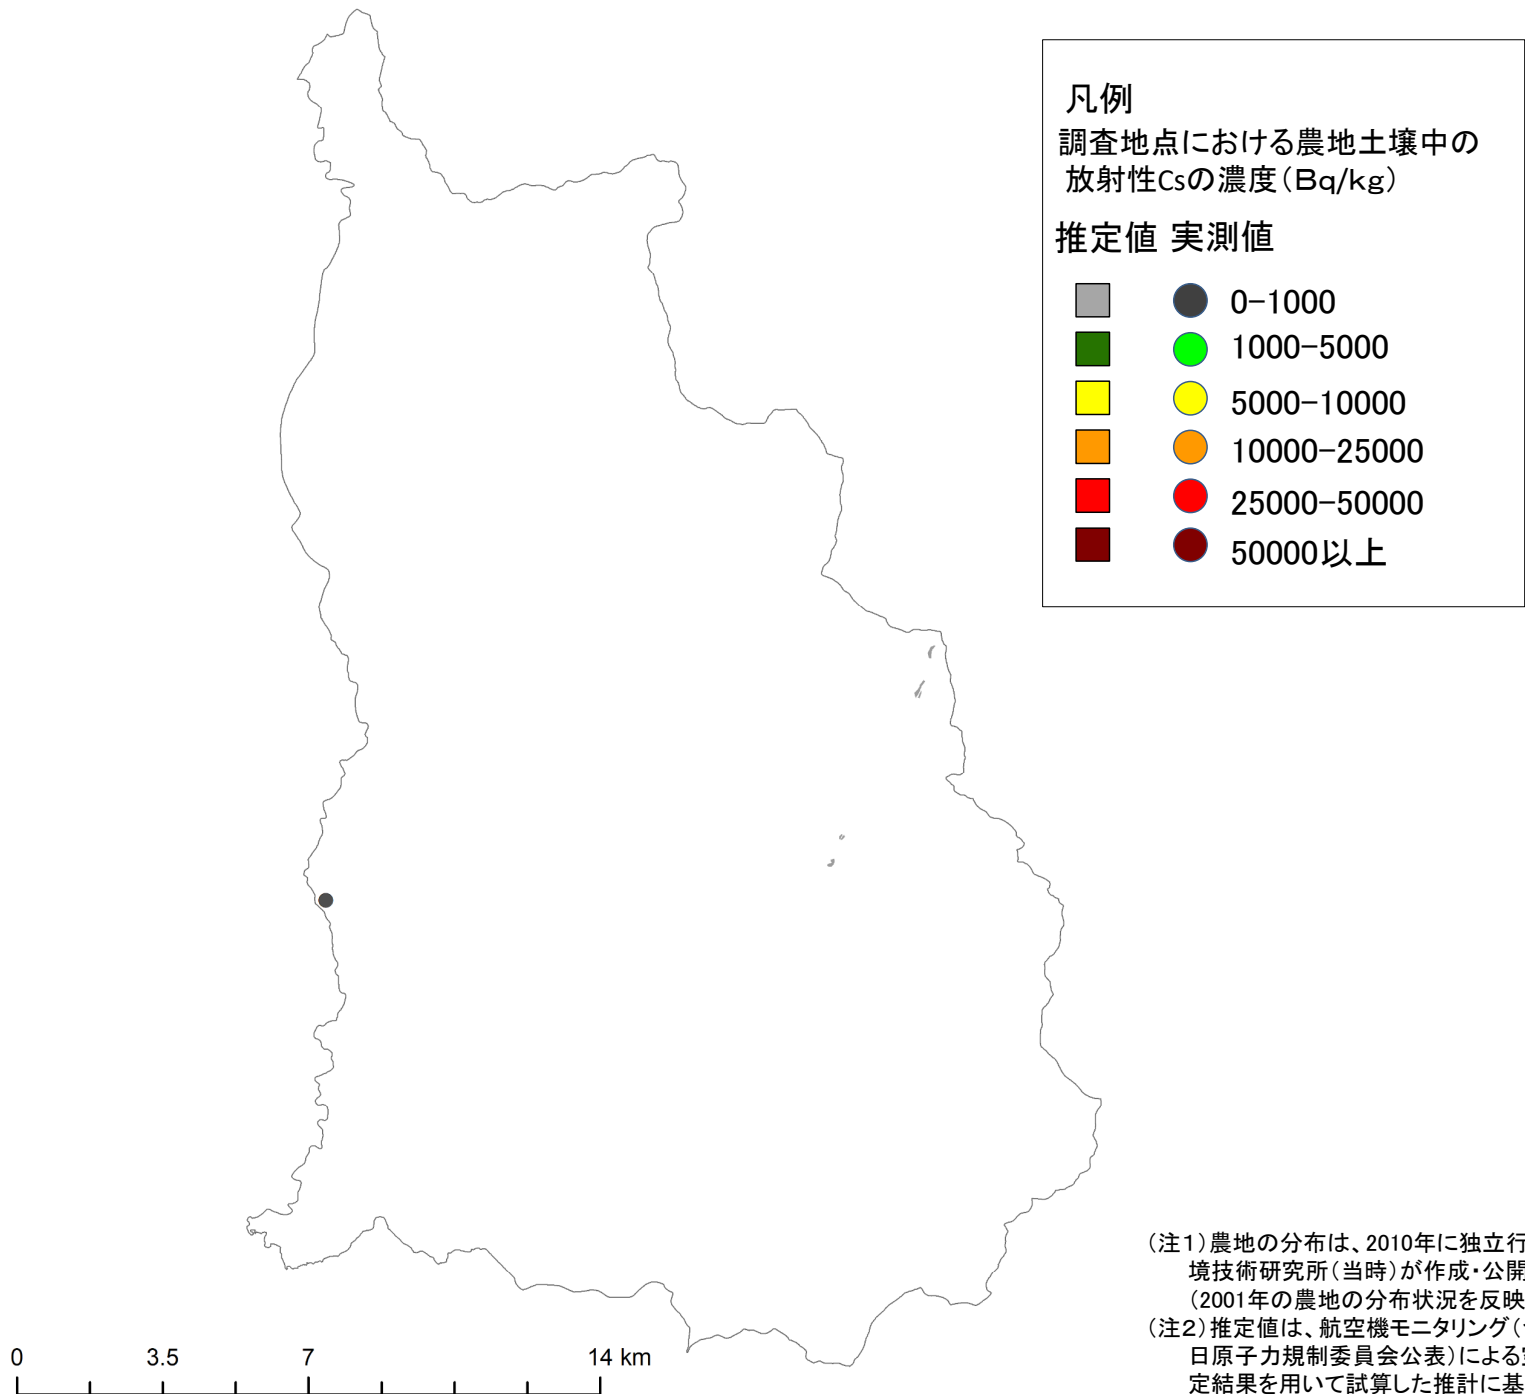 凡例
調査地点における農地土壌中の
放射性Csの濃度(Bq/kg)
推定値 実測値
0-1000
1000-5000
5000-10000
10000-25000
25000-50000
50000以上
(注1)農地の分布は、2010年に独立行
境技術研究所(当時)が作成・公開
(2001年の農地の分布状況を反映
(注2)推定値は、航空機モニタリング(
日原子力規制委員会公表)による
定結果を用いて試算した推計に基
0 3.5 7 14 km